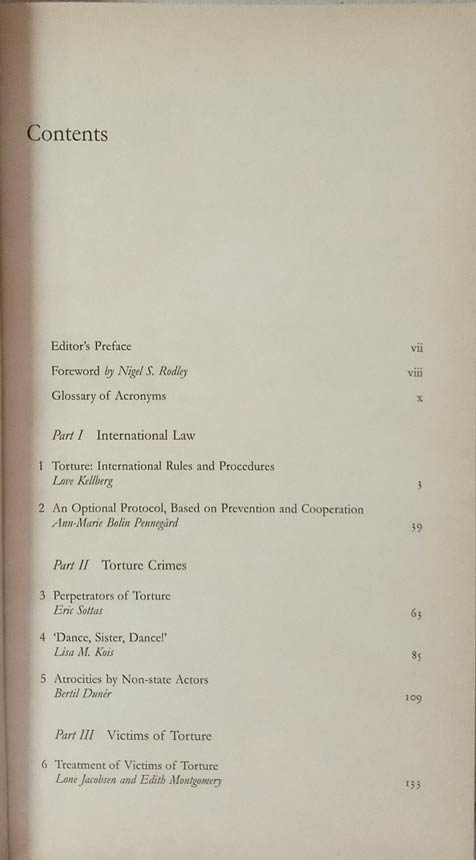 Contents
Editor's Preface vii
Foreword by Nigel S. Rodley viii
Glossary of Acronyms x
Part I International Law
1 Torture: International Rules and Procedures
Love Kellberg 3
2 An Optional Protocol, Based on Prevention and Cooperation
Ann-Marie Bolin Pennegård 39
Part II Torture Crimes
3 Perpetrators of Torture
Eric Sottas 63
4 'Dance, Sister, Dance!'
Lisa M. Kois 85
5 Atrocities by Non-state Actors
Bertil Dunér 109
Part III Victims of Torture
6 Treatment of Victims of Torture
Lone Jacobsen and Edith Montgomery 133